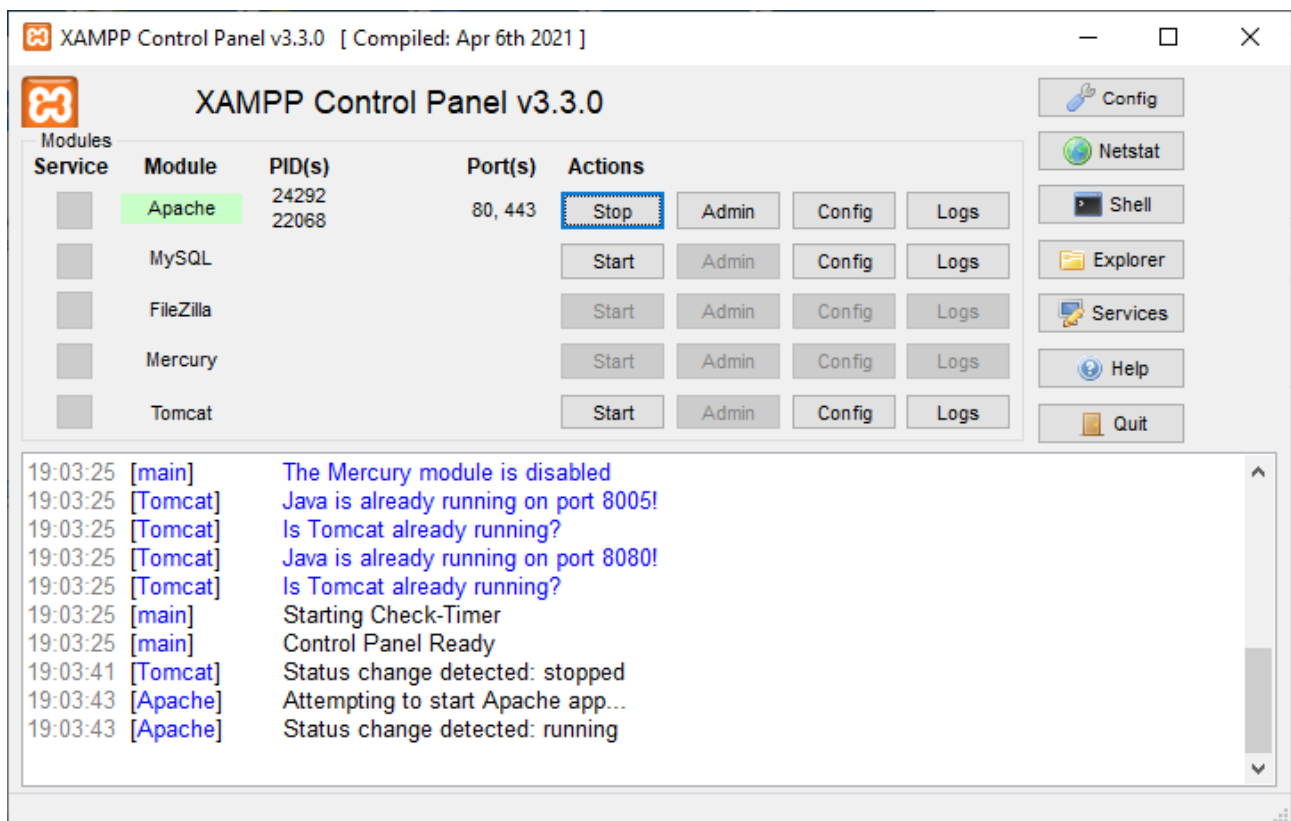 XAMPP Control Panel v3.3.0 [ Compiled: Apr 6th 2021 ]
XAMPP Control Panel v3.3.0
Config
Modules
Netstat
Service Module PID(s) Port(s) Actions
Apache 24292 80, 443 Stop Admin Config Logs
22068
Shell
MySQL Start Admin Config Logs
Explorer
FileZilla Start Admin Config Logs
Services
Mercury Start Admin Config Logs
Help
Tomcat Start Admin Config Logs
Quit
19:03:25 [main] The Mercury module is disabled
19:03:25 [Tomcat] Java is already running on port 8005!
19:03:25 [Tomcat] Is Tomcat already running?
19:03:25 [Tomcat] Java is already running on port 8080!
19:03:25 [Tomcat] Is Tomcat already running?
19:03:25 [main] Starting Check-Timer
19:03:25 [main] Control Panel Ready
19:03:41 [Tomcat] Status change detected: stopped
19:03:43 [Apache] Attempting to start Apache app...
19:03:43 [Apache] Status change detected: running